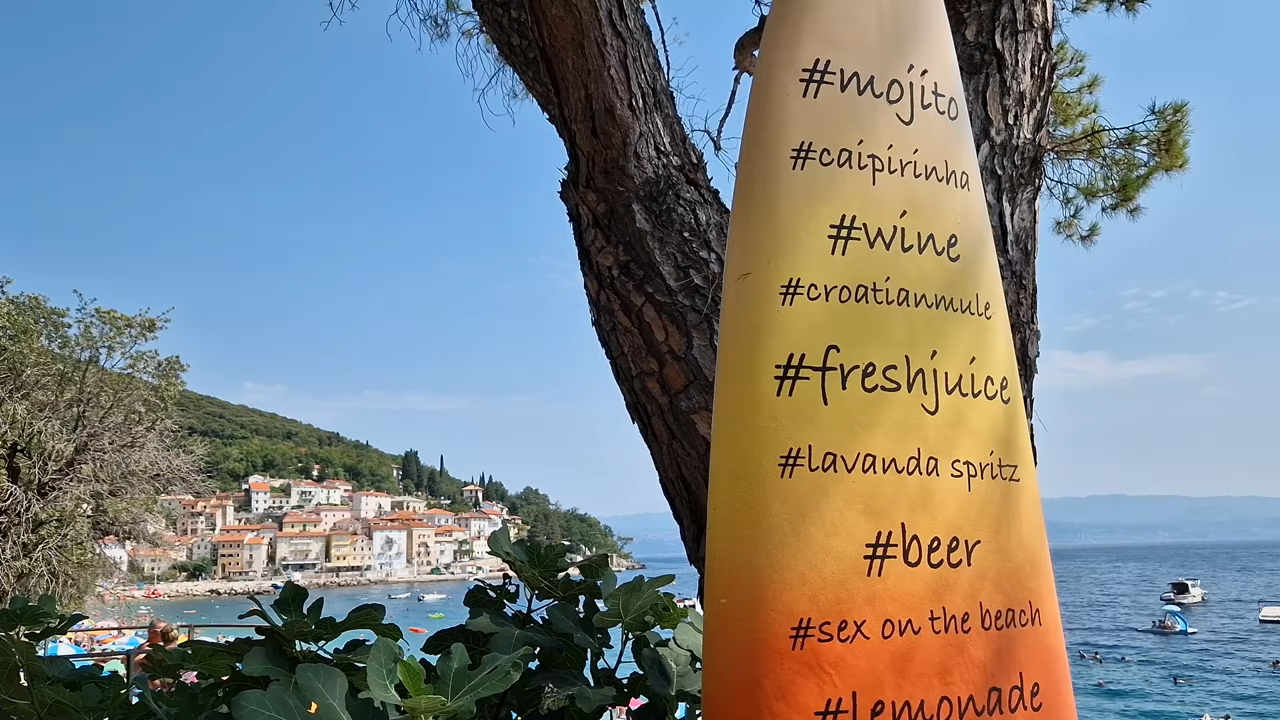 #mojito
#caipirinha
#wine
#croatianmule
#freshjuice
#lavanda spritz
#beer
#sex on the beach
#lemonade